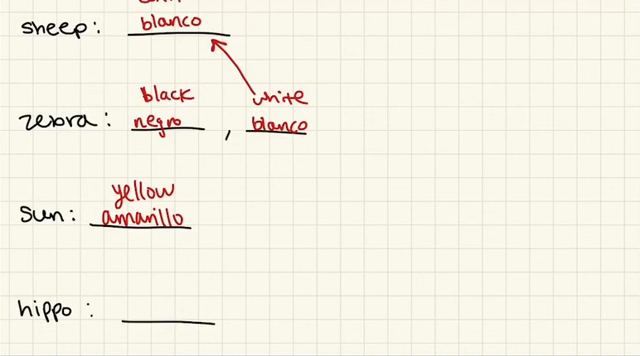 sheep: blanco
black white
zebra: negro , blanco
yellow
sun: amarillo
hippo: